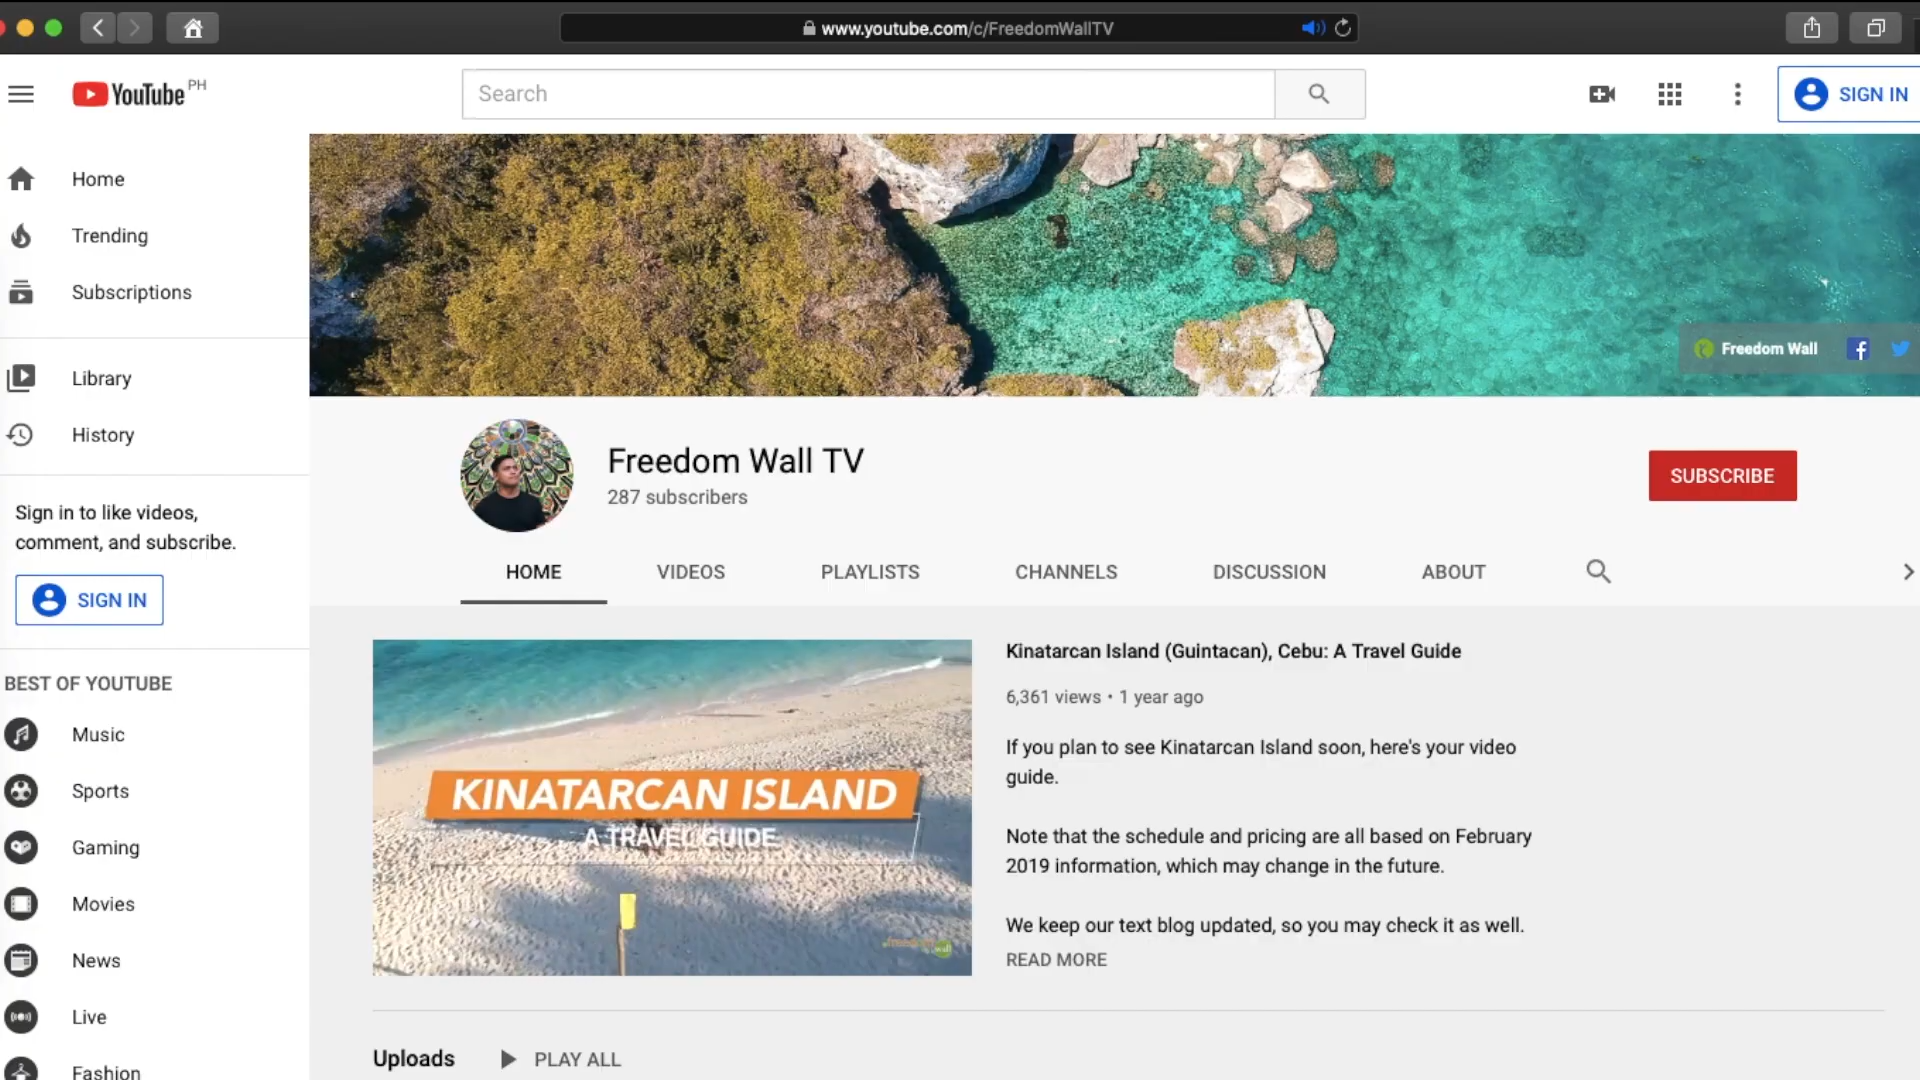 www.youtube.com/c/FreedomWallTV
YouTube PH
Search
SIGN IN
Home
Trending
Subscriptions
Library
History
Sign in to like videos,
comment, and subscribe.
SIGN IN
BEST OF YOUTUBE
Music
Sports
Gaming
Movies
News
Live
Fashion
Freedom Wall
Freedom Wall TV
287 subscribers
SUBSCRIBE
HOME
VIDEOS
PLAYLISTS
CHANNELS
DISCUSSION
ABOUT
KINATARCAN ISLAND
A TRAVEL GUIDE
freedom wall
Kinatarcan Island (Guintacan), Cebu: A Travel Guide
6,361 views • 1 year ago
If you plan to see Kinatarcan Island soon, here's your video
guide.
Note that the schedule and pricing are all based on February
2019 information, which may change in the future.
We keep our text blog updated, so you may check it as well.
READ MORE
Uploads
PLAY ALL